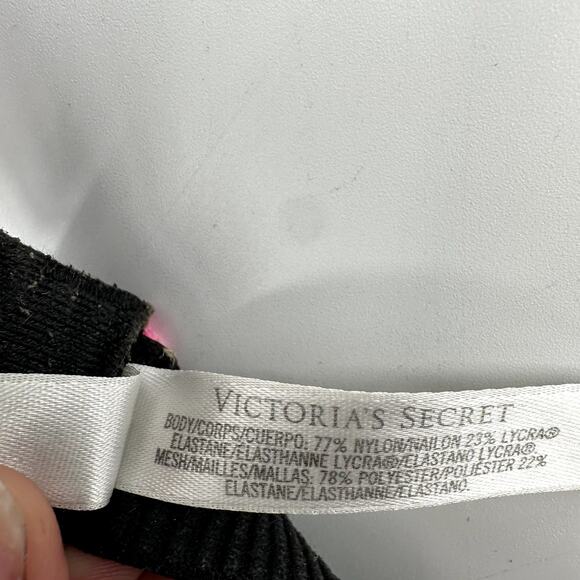 VICTORIA'S SECRET
BODY/CORPS/CUERPO: 77% NYLON/NAILON 23% LYCRA®
ELASTANE/ELASTHANNE LYCRA®/ELASTANO LYCRA®
MESH/MAILLES/MALLAS: 78% POLYESTER/POLIESTER 22%
ELASTANE/ELASTHANNE/ELASTANO.